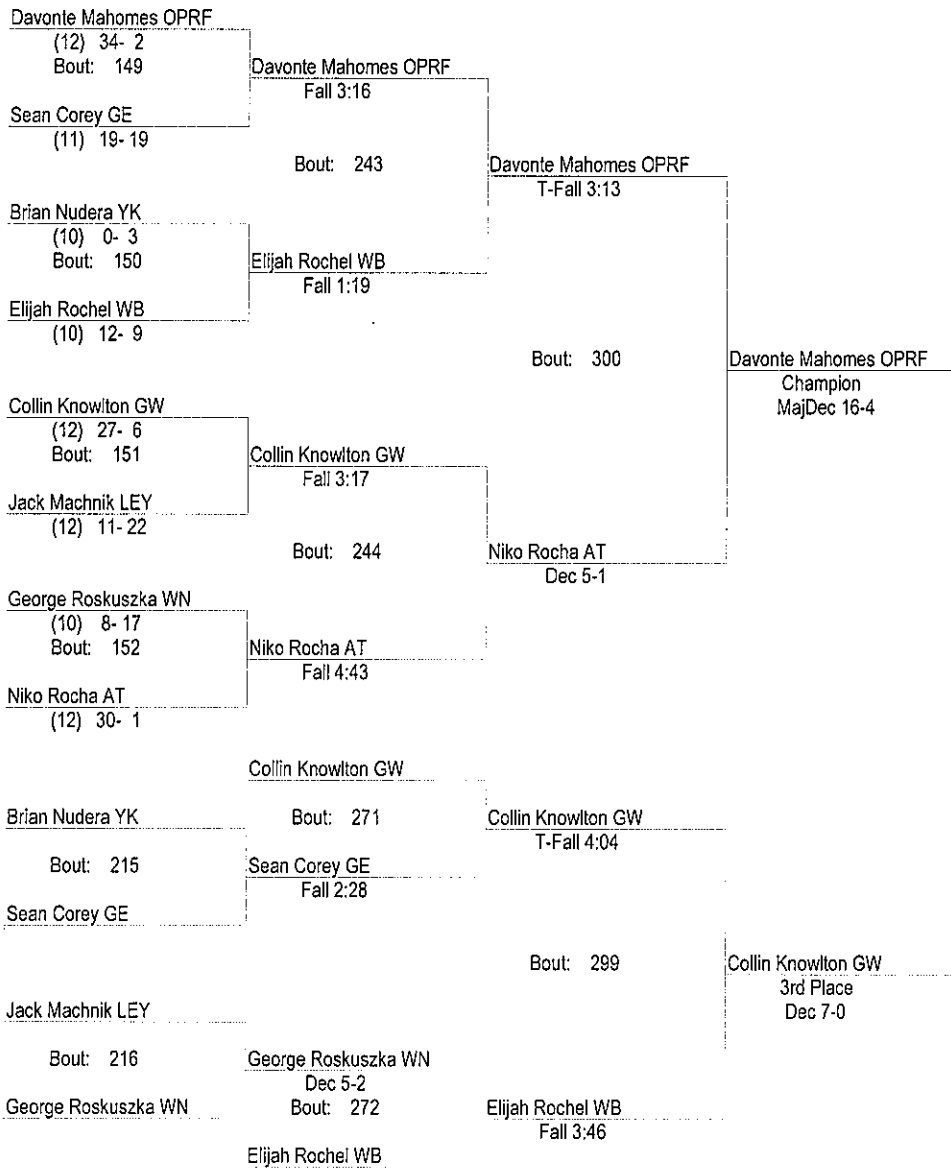 Davonte Mahomes OPRF
(12) 34- 2
Bout: 149
Davonte Mahomes OPRF
Fall 3:16
Sean Corey GE
(11) 19- 19
Bout: 243
Davonte Mahomes OPRF
T-Fall 3:13
Brian Nudera YK
(10) 0- 3
Bout: 150
Elijah Rochel WB
Fall 1:19
Elijah Rochel WB
(10) 12- 9
Bout: 300
Davonte Mahomes OPRF
Champion
MajDec 16-4
Collin Knowlton GW
(12) 27- 6
Bout: 151
Collin Knowlton GW
Fall 3:17
Jack Machnik LEY
(12) 11- 22
Bout: 244
Niko Rocha AT
Dec 5-1
George Roskuszka WN
(10) 8- 17
Bout: 152
Niko Rocha AT
Fall 4:43
Niko Rocha AT
(12) 30- 1
Collin Knowlton GW
Brian Nudera YK
Bout: 271
Collin Knowlton GW
T-Fall 4:04
Bout: 215
Sean Corey GE
Fall 2:28
Sean Corey GE
Bout: 299
Collin Knowlton GW
3rd Place
Dec 7-0
Jack Machnik LEY
Bout: 216
George Roskuszka WN
Dec 5-2
George Roskuszka WN
Bout: 272
Elijah Rochel WB
Fall 3:46
Elijah Rochel WB